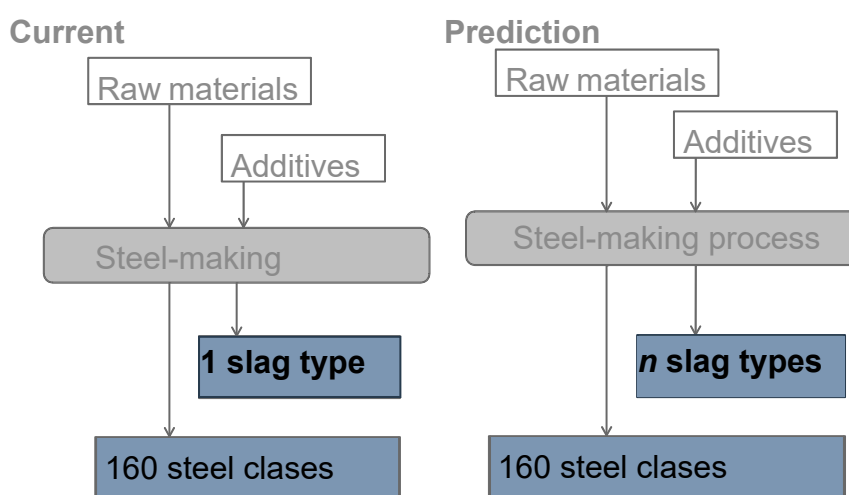 Current
Raw materials
Additives
Steel-making
1 slag type
160 steel clases
Prediction
Raw materials
Additives
Steel-making process
n slag types
160 steel clases